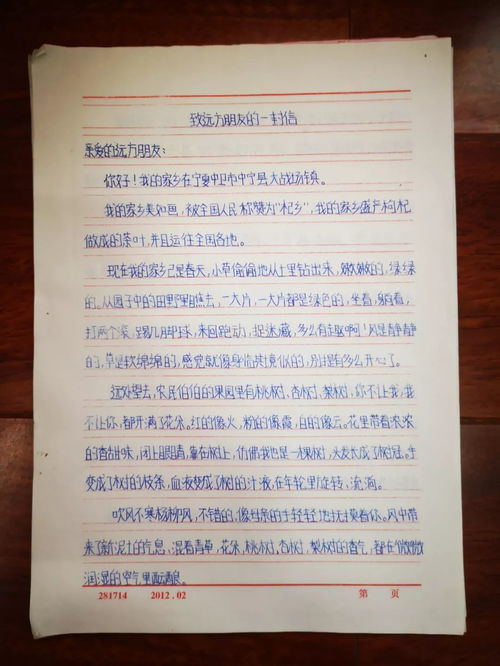 致远方朋友的一封信
亲爱的远方朋友：
你好！我的家乡在宁夏中卫市中宁县大战场镇。
我的家乡美如画，被全国人民称赞为“杞乡”，我的家乡盛产枸杞
做成的茶叶，并且运往全国各地。
现在我的家乡已是春天，小草偷偷地从土里钻出来，嫩嫩的，绿绿
的。从园子中的田野里瞧去，一大片，一大片都是绿色的，坐着，躺着，
打两个滚，踢几脚球，来回跑动，捉迷藏，多么有趣啊！风是静静
的，草是软绵绵的，感觉就像身临其境似的，别提有多么开心了。
远处望去，农民伯伯的果园里有桃树，杏树，梨树，你不让我，我
不让你，都开满了花朵。红的像火，粉的像霞，白的像云。花里带着浓浓
的香甜味，闭上眼睛，靠在树上，仿佛我也是一棵树，头发长成了树冠。手
变成了树的枝条，血液变成了树的汁液，在年轮里旋转、流淌。
吹风不寒杨柳风，不错的，像母亲的手轻轻地抚摸着你。风中带
来了新泥土的气息，混着青草，花朵，桃树，杏树，梨树的香气，都在微微
润湿的空气里酝酿。
281714 2012.02 第 页